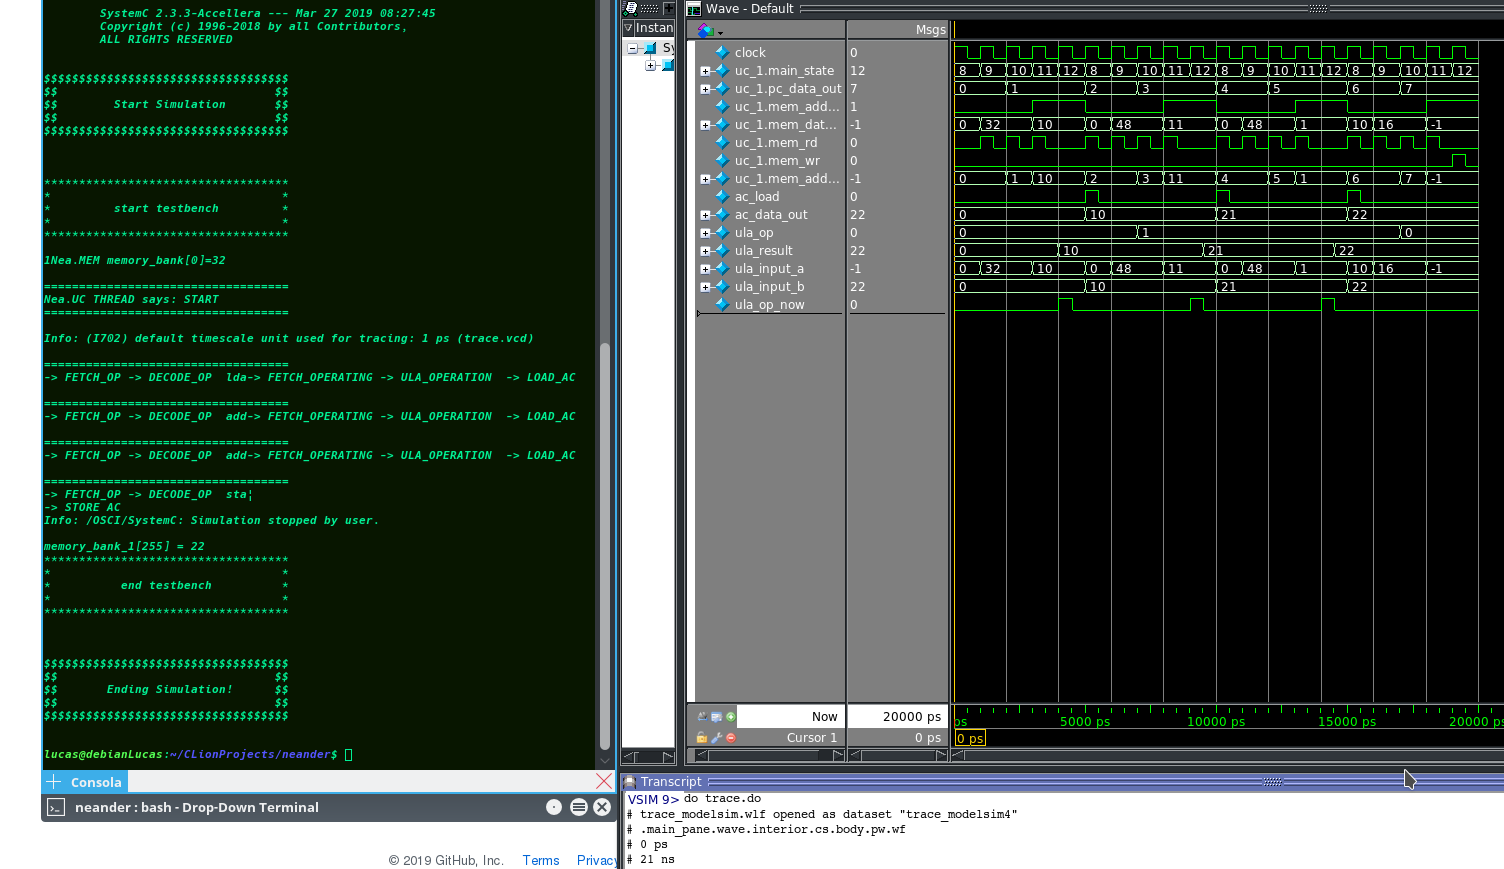 SystemC 2.3.3-Accellera --- Mar 27 2019 08:27:45
Copyright (c) 1996-2018 by all Contributors,
ALL RIGHTS RESERVED
$$$$$$$$$$$$$$$$$$$$$$$$$$$$$$$$$$$
$$ $$
$$ Start Simulation $$
$$ $$
$$$$$$$$$$$$$$$$$$$$$$$$$$$$$$$$$$$
***********************************
* *
* start testbench *
* *
***********************************
1Nea.MEM memory_bank[0]=32
===================================
Nea.UC THREAD says: START
===================================
Info: (I702) default timescale unit used for tracing: 1 ps (trace.vcd)
===================================
-> FETCH_OP -> DECODE_OP lda-> FETCH_OPERATING -> ULA_OPERATION -> LOAD_AC
===================================
-> FETCH_OP -> DECODE_OP add-> FETCH_OPERATING -> ULA_OPERATION -> LOAD_AC
===================================
-> FETCH_OP -> DECODE_OP add-> FETCH_OPERATING -> ULA_OPERATION -> LOAD_AC
===================================
-> FETCH_OP -> DECODE_OP sta¦
-> STORE AC
Info: /OSCI/SystemC: Simulation stopped by user.
memory_bank_1[255] = 22
***********************************
* *
* end testbench *
* *
***********************************
$$$$$$$$$$$$$$$$$$$$$$$$$$$$$$$$$$$
$$ $$
$$ Ending Simulation! $$
$$ $$
$$$$$$$$$$$$$$$$$$$$$$$$$$$$$$$$$$$
lucas@debianLucas:~/CLionProjects/neander$
Consola
neander : bash - Drop-Down Terminal
© 2019 GitHub, Inc. Terms Privacy
Instan
Sy
Wave - Default
Msgs
clock 0
uc_1.main_state 12 8 9 10 11 12 8 9 10 11 12 8 9 10 11 12 8 9 10 11 12
uc_1.pc_data_out 7 0 1 2 3 4 5 6 7
uc_1.mem_add... 1
uc_1.mem_dat... -1 0 32 10 0 48 11 0 48 1 10 16 -1
uc_1.mem_rd 0
uc_1.mem_wr 0
uc_1.mem_add... -1 0 1 10 2 3 11 4 5 1 6 7 -1
ac_load 0
ac_data_out 22 0 10 21 22
ula_op 0 0 1 0
ula_result 22 0 10 21 22
ula_input_a -1 0 32 10 0 48 11 0 48 1 10 16 -1
ula_input_b 22 0 10 21 22
ula_op_now 0
Now 20000 ps ps 5000 ps 10000 ps 15000 ps 20000 ps
Cursor 1 0 ps 0 ps
Transcript
VSIM 9> do trace.do
# trace_modelsim.wlf opened as dataset "trace_modelsim4"
# .main_pane.wave.interior.cs.body.pw.wf
# 0 ps
# 21 ns